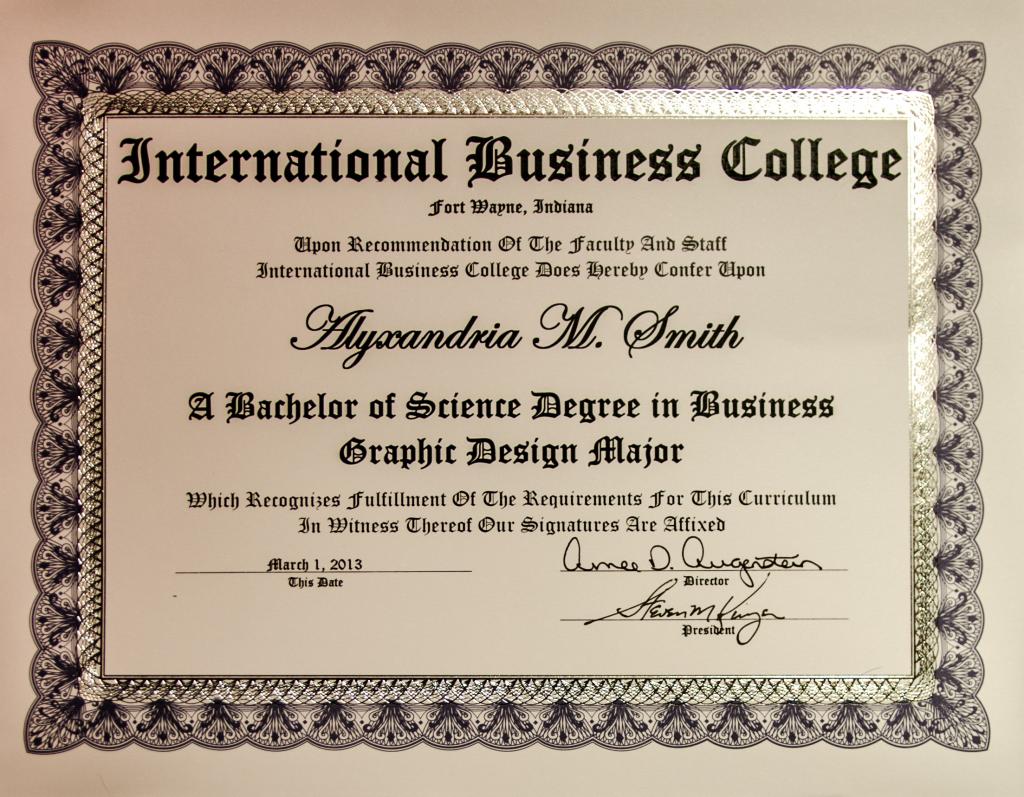 International Business College
Fort Wayne, Indiana
Upon Recommendation Of The Faculty And Staff
International Business College Does Hereby Confer Upon
Alyxandria M. Smith
A Bachelor of Science Degree in Business
Graphic Design Major
Which Recognizes Fulfillment Of The Requirements For This Curriculum
In Witness Thereof Our Signatures Are Affixed
March 1, 2013
This Date
D. Augenstein
Director
Steven M
President